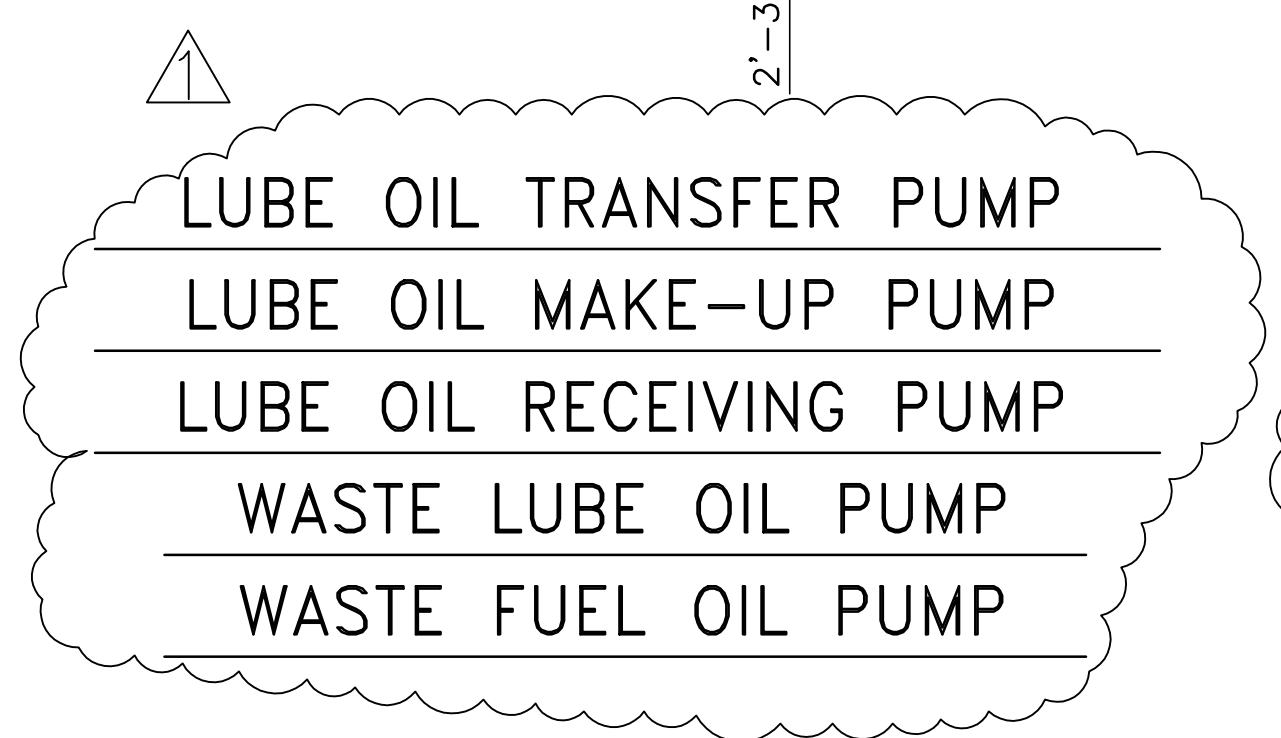 2'-3
1
LUBE OIL TRANSFER PUMP
LUBE OIL MAKE-UP PUMP
LUBE OIL RECEIVING PUMP
WASTE LUBE OIL PUMP
WASTE FUEL OIL PUMP